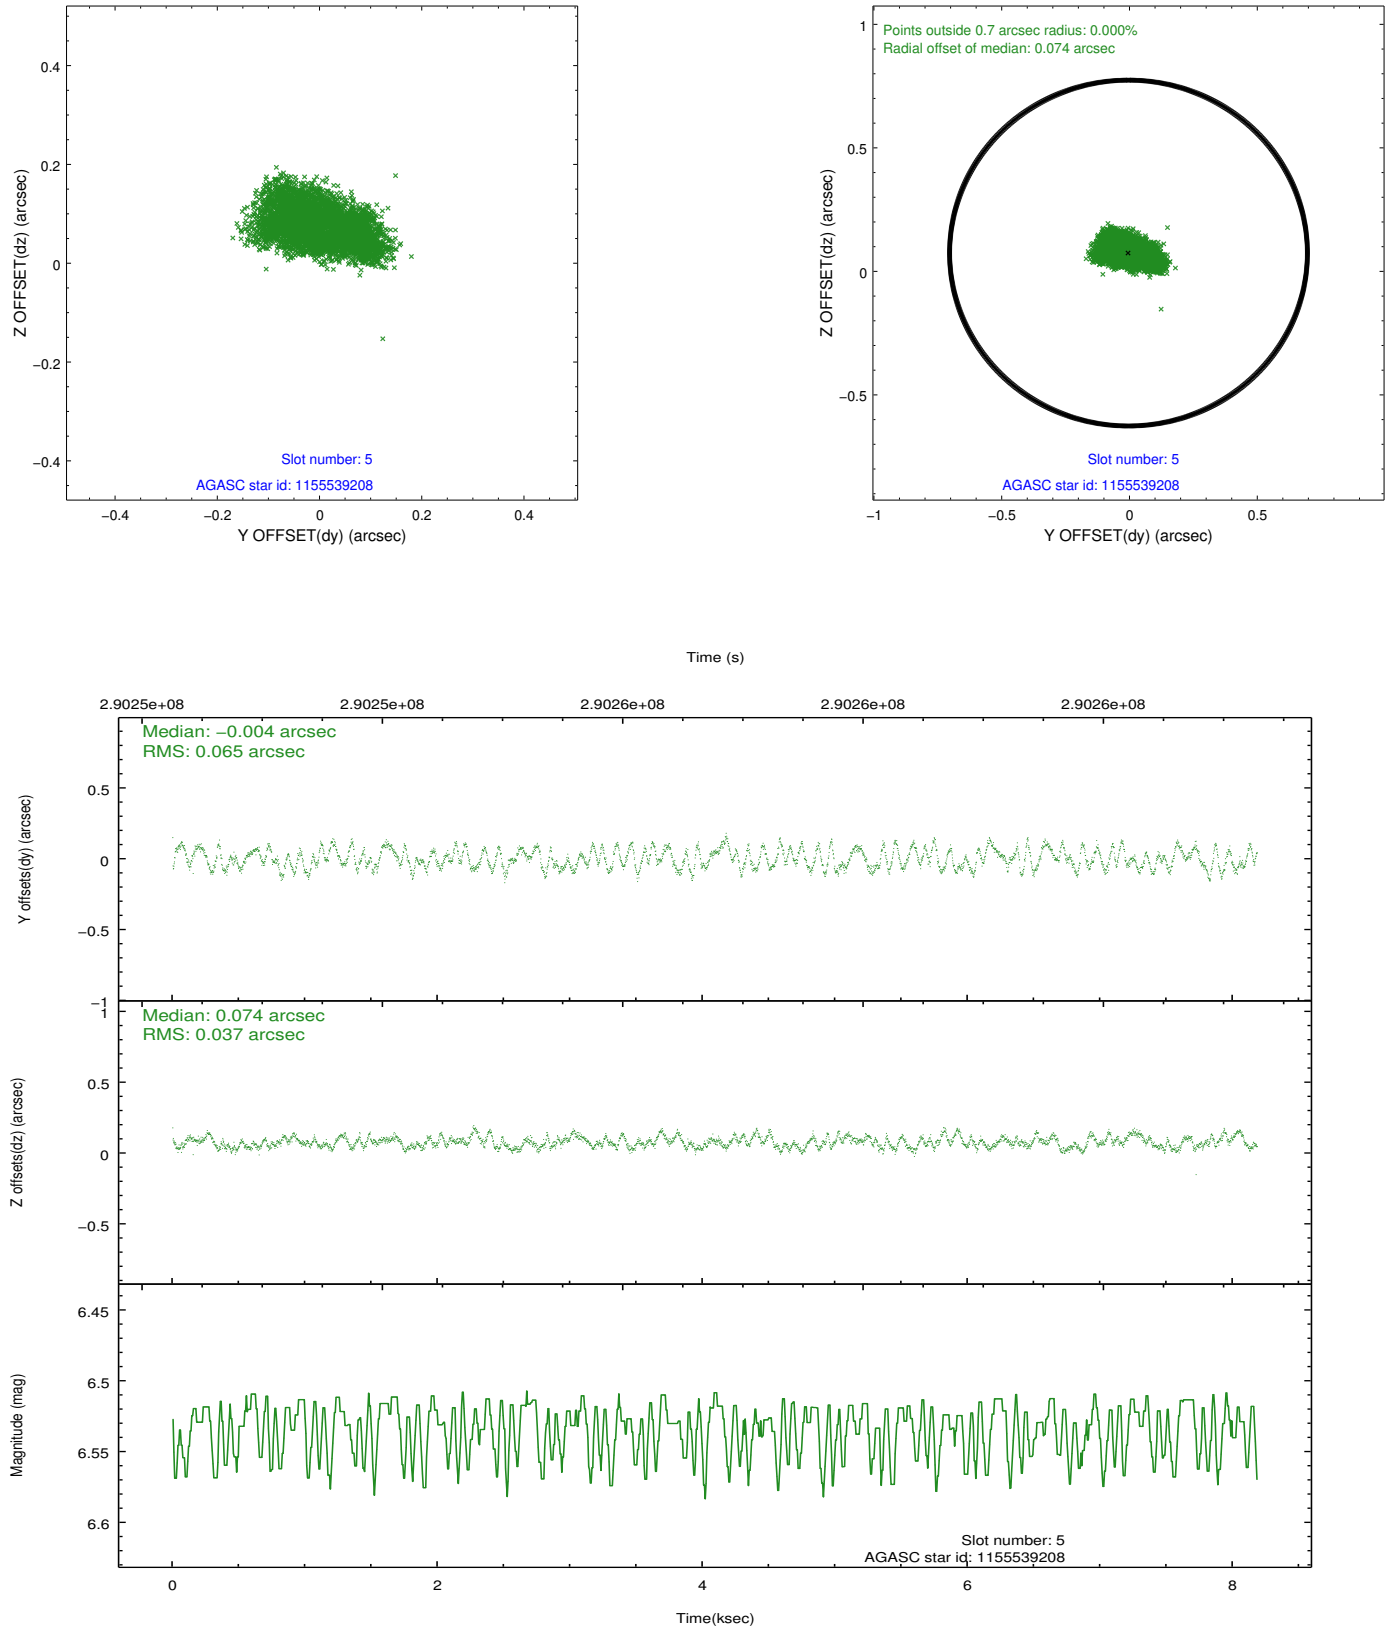 0.4
0.2
0
−0.2
−0.4
Z OFFSET(dz) (arcsec)
Slot number: 5
AGASC star id: 1155539208
−0.4 −0.2 0 0.2 0.4
Y OFFSET(dy) (arcsec)
Points outside 0.7 arcsec radius: 0.000%
Radial offset of median: 0.074 arcsec
1
0.5
0
−0.5
Z OFFSET(dz) (arcsec)
Slot number: 5
AGASC star id: 1155539208
−1 −0.5 0 0.5
Y OFFSET(dy) (arcsec)
Time (s)
2.9025e+08 2.9025e+08 2.9026e+08 2.9026e+08 2.9026e+08
Median: −0.004 arcsec
RMS: 0.065 arcsec
0.5
0
−0.5
−1
Y offsets(dy) (arcsec)
Median: 0.074 arcsec
RMS: 0.037 arcsec
1
0.5
0
−0.5
Z offsets(dz) (arcsec)
6.45
6.5
6.55
6.6
Magnitude (mag)
Slot number: 5
AGASC star id: 1155539208
0 2 4 6 8
Time(ksec)